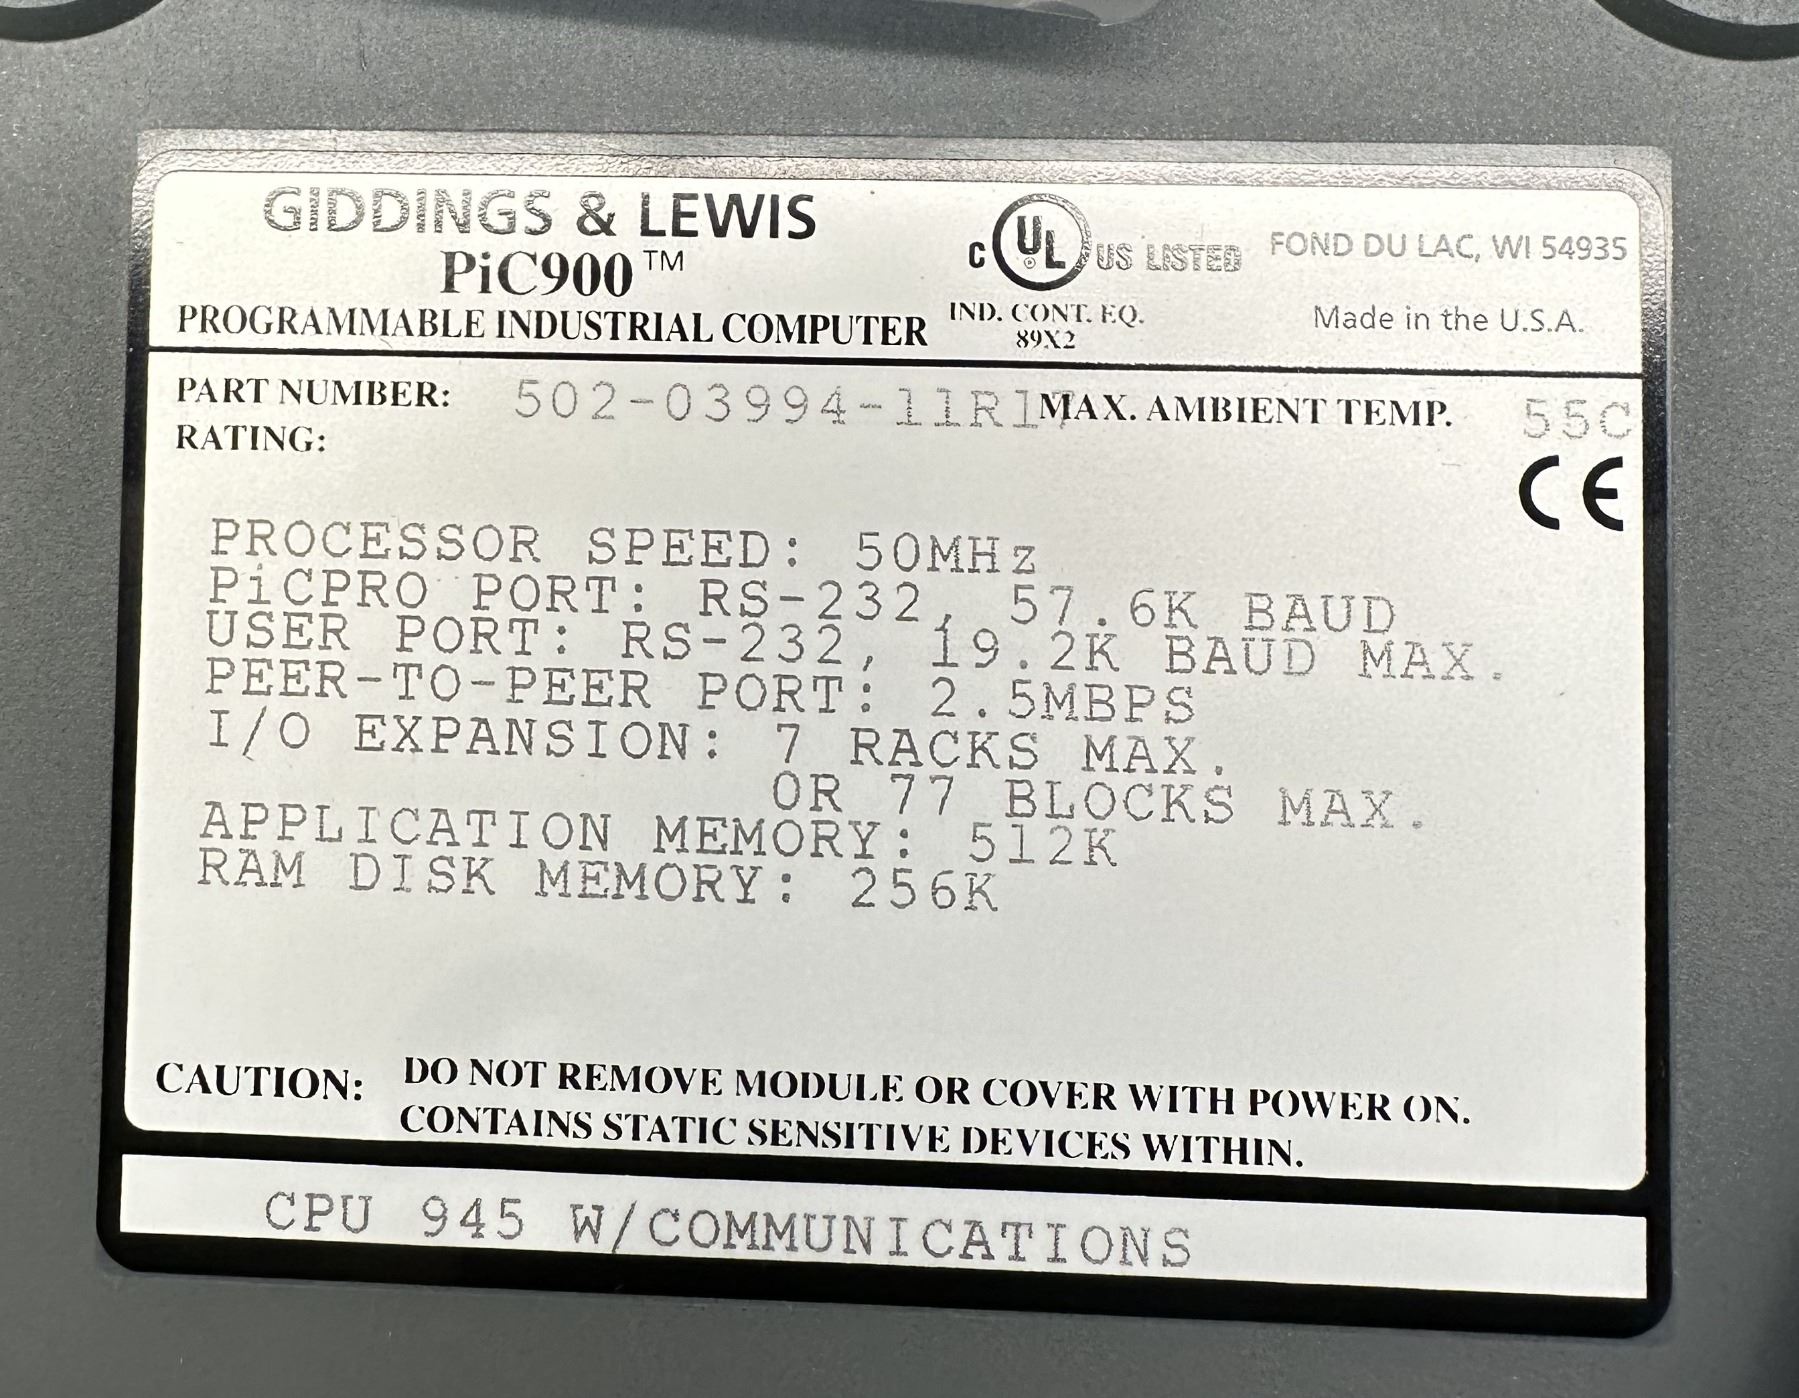 GIDDINGS & LEWIS
PiC900™
PROGRAMMABLE INDUSTRIAL COMPUTER
C UL US LISTED
IND. CONT. EQ.
89X2
FOND DU LAC, WI 54935
Made in the U.S.A.
PART NUMBER: 502-03994-11R17 MAX. AMBIENT TEMP. 55C
RATING:
CE
PROCESSOR SPEED: 50MHz
PiCPRO PORT: RS-232, 57.6K BAUD
USER PORT: RS-232, 19.2K BAUD MAX.
PEER-TO-PEER PORT: 2.5MBPS
I/O EXPANSION: 7 RACKS MAX.
OR 77 BLOCKS MAX.
APPLICATION MEMORY: 512K
RAM DISK MEMORY: 256K
CAUTION: DO NOT REMOVE MODULE OR COVER WITH POWER ON.
CONTAINS STATIC SENSITIVE DEVICES WITHIN.
CPU 945 W/COMMUNICATIONS